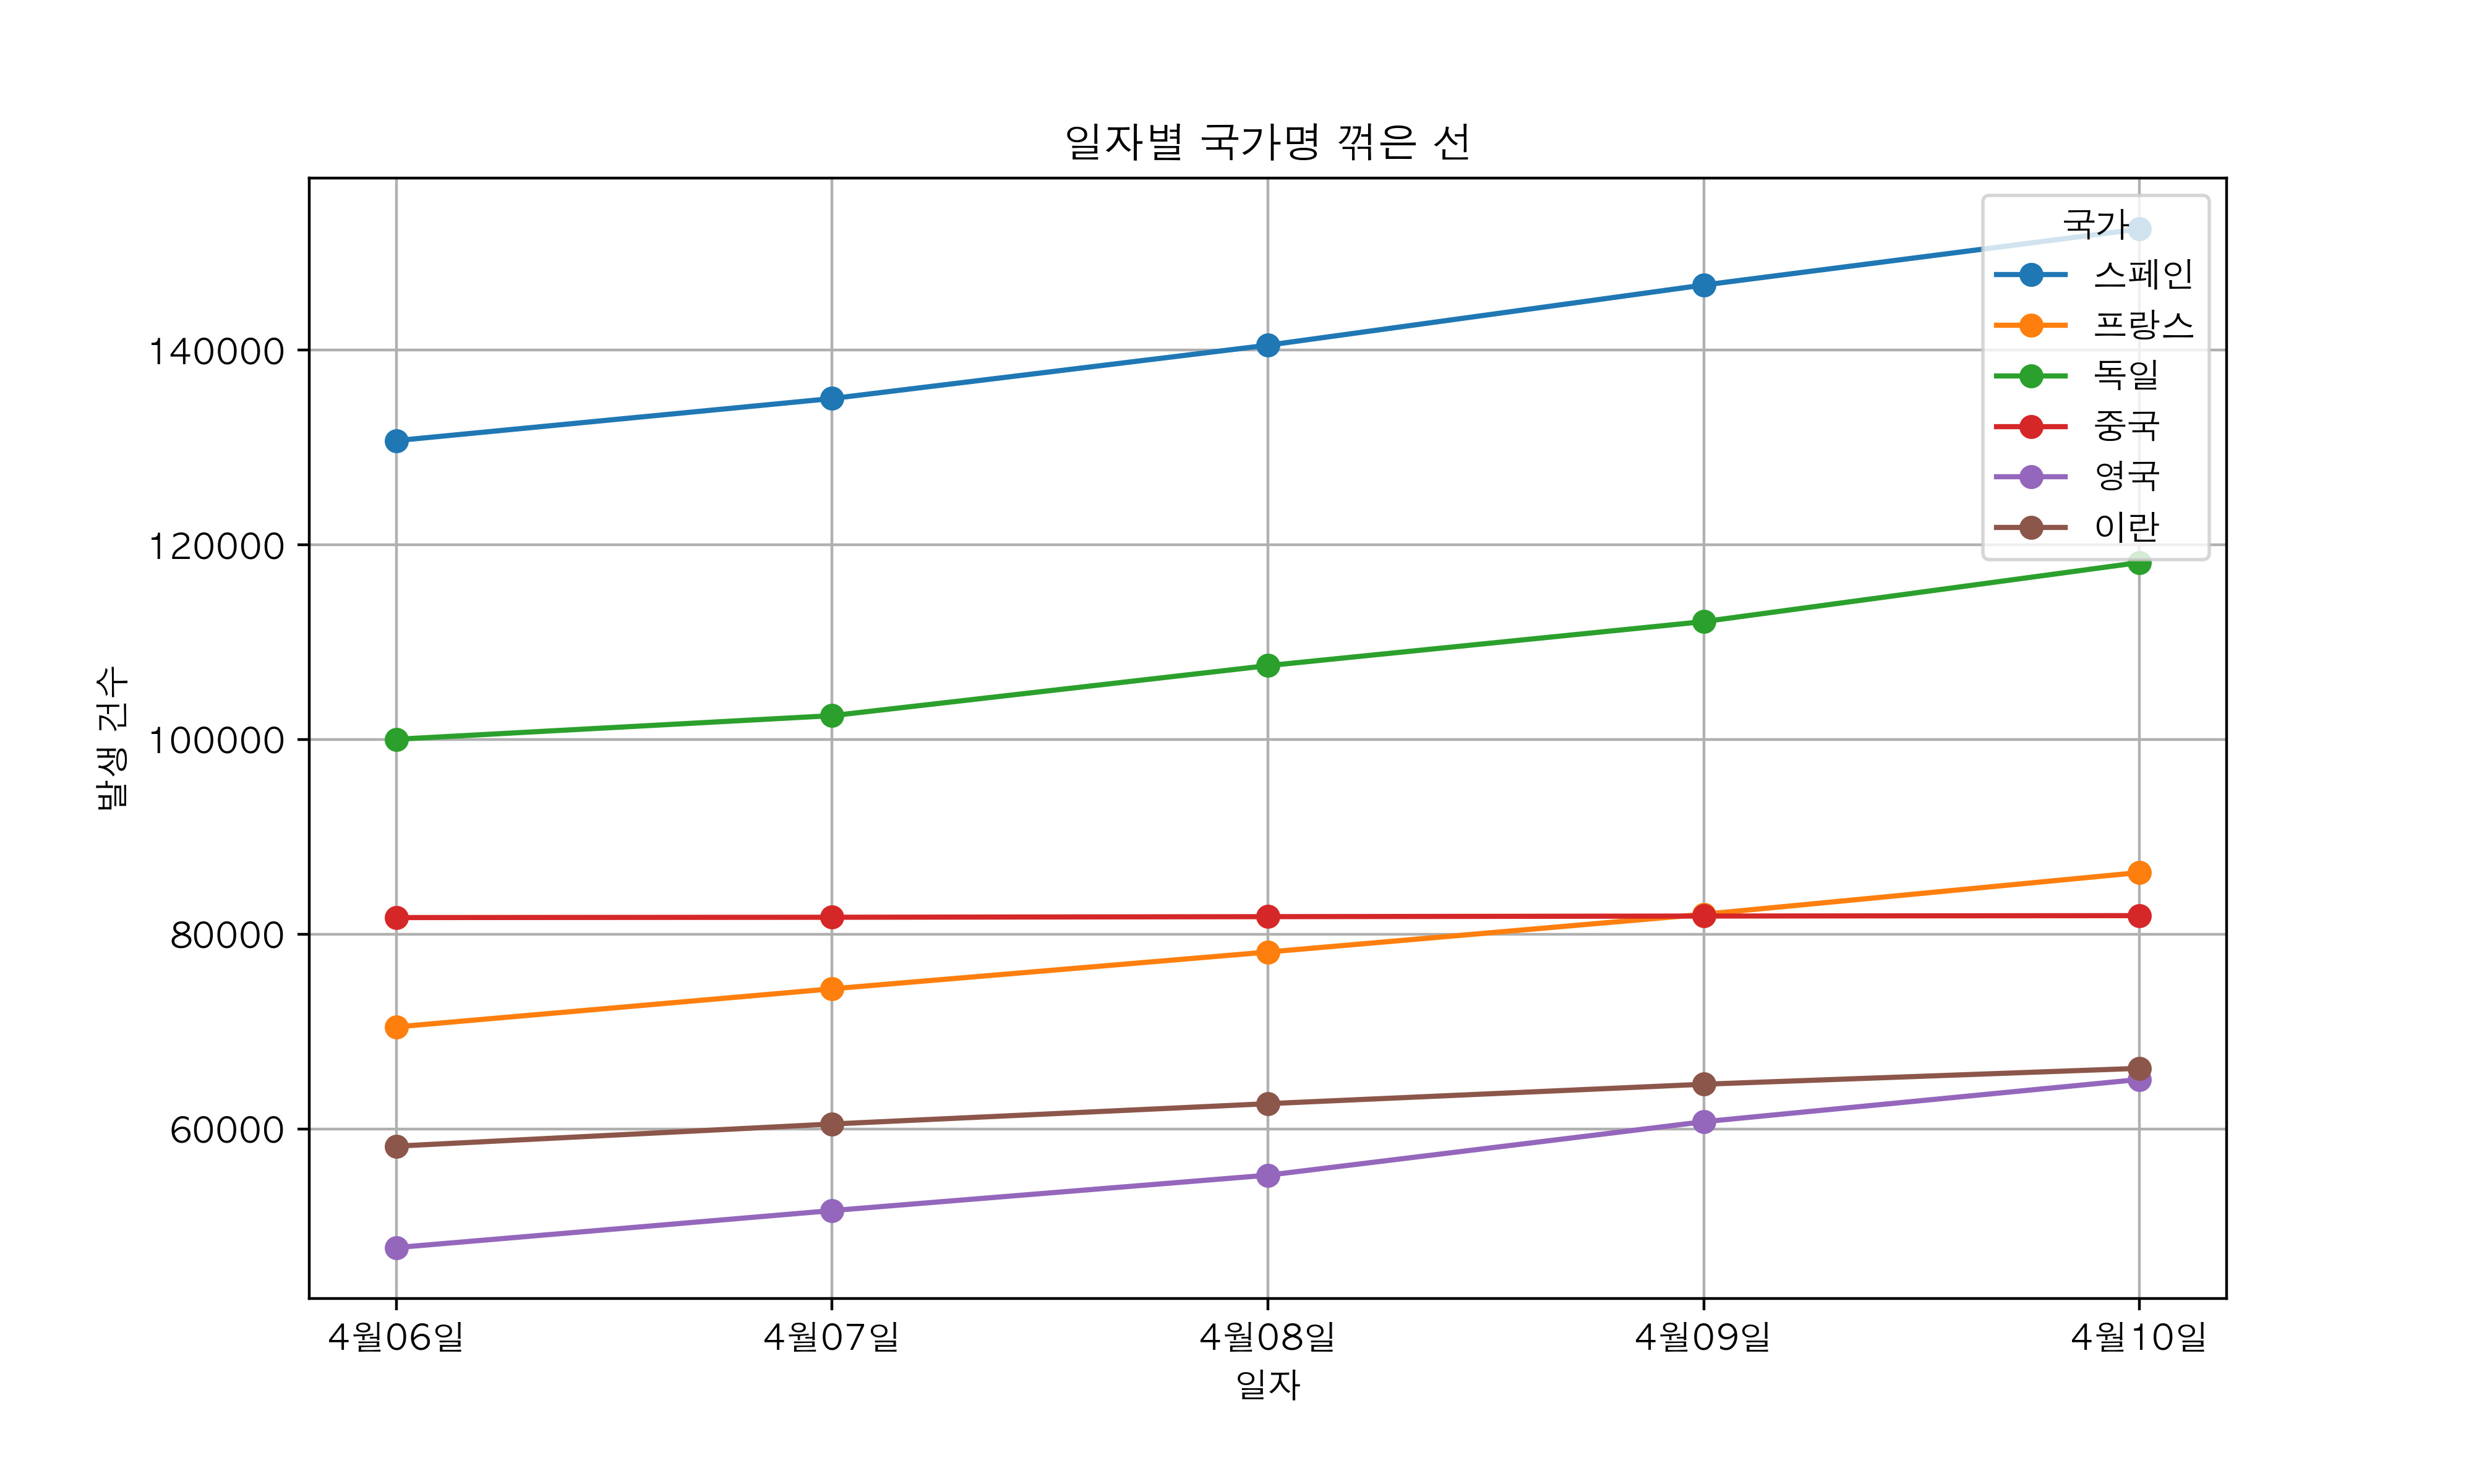 일자별 국가명 꺾은 선
국가
스페인
프랑스
독일
중국
영국
이란
발생 건수
140000
120000
100000
80000
60000
4월06일 4월07일 4월08일 4월09일 4월10일
일자